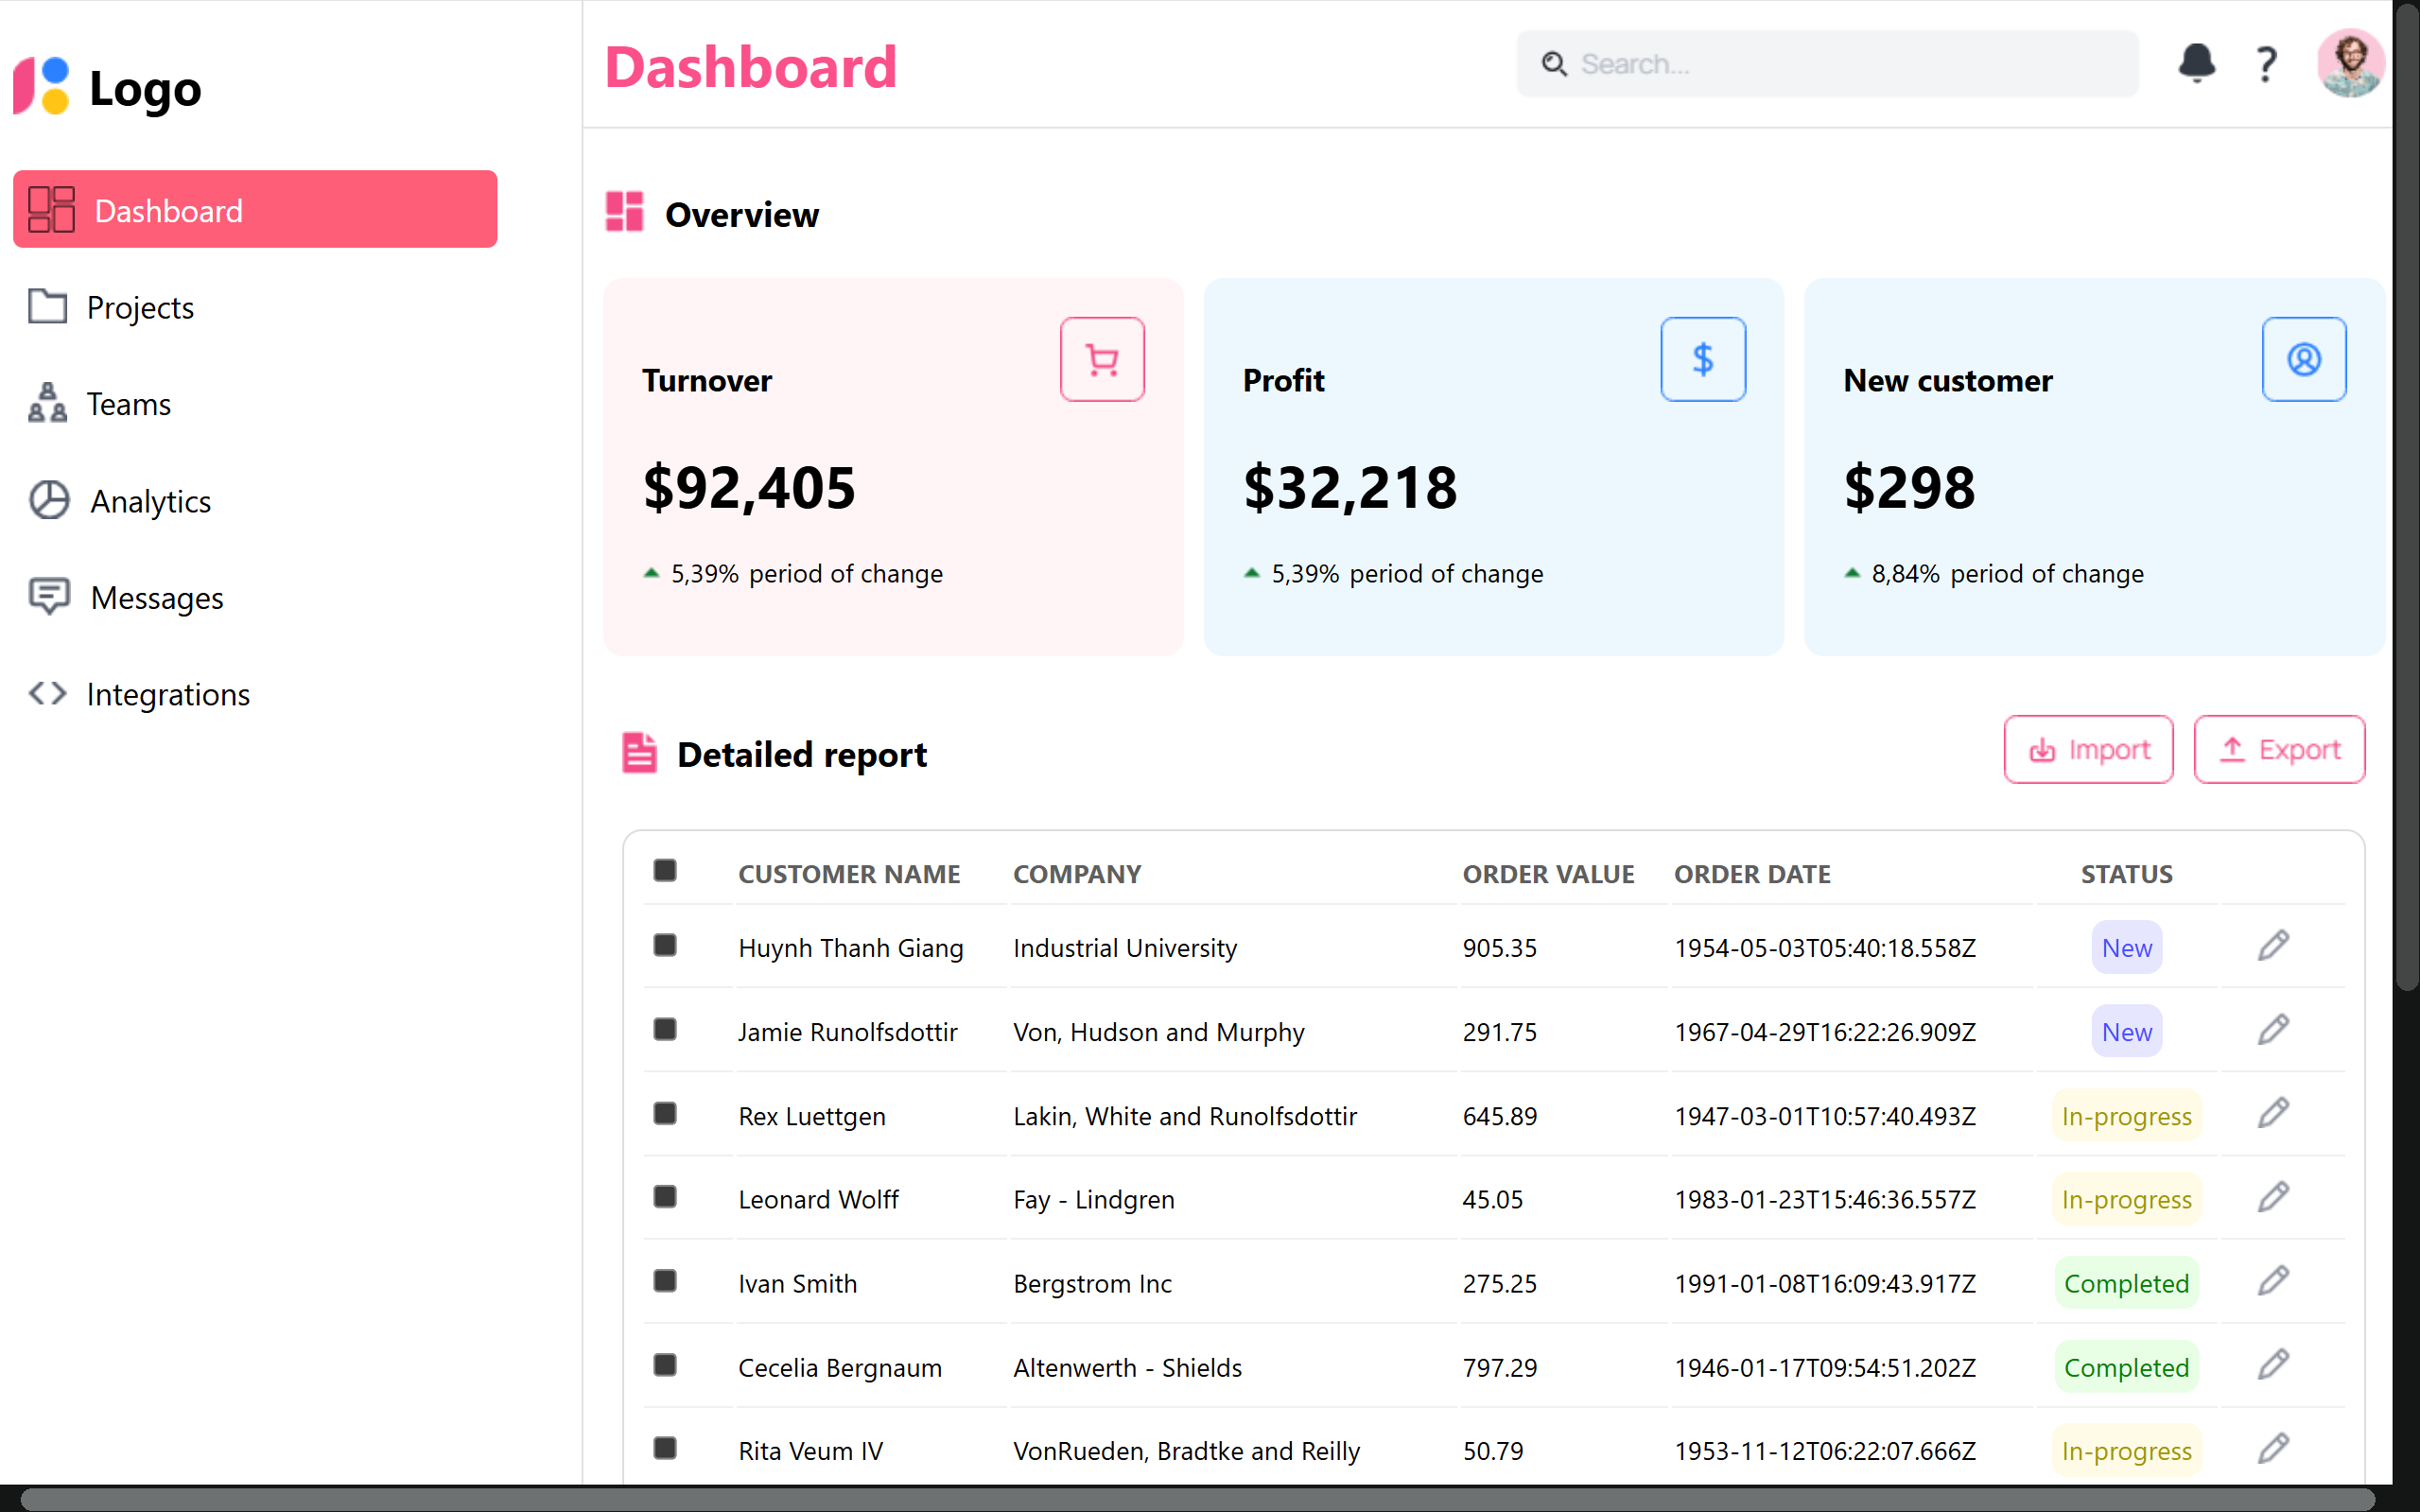 Logo
Dashboard
Projects
Teams
Analytics
Messages
Integrations
Dashboard
Search...
?
Overview
Turnover
$92,405
5,39% period of change
Profit
$
$32,218
5,39% period of change
New customer
$298
8,84% period of change
Detailed report
Import
Export
CUSTOMER NAME COMPANY ORDER VALUE ORDER DATE STATUS
Huynh Thanh Giang Industrial University 905.35 1954-05-03T05:40:18.558Z New
Jamie Runolfsdottir Von, Hudson and Murphy 291.75 1967-04-29T16:22:26.909Z New
Rex Luettgen Lakin, White and Runolfsdottir 645.89 1947-03-01T10:57:40.493Z In-progress
Leonard Wolff Fay - Lindgren 45.05 1983-01-23T15:46:36.557Z In-progress
Ivan Smith Bergstrom Inc 275.25 1991-01-08T16:09:43.917Z Completed
Cecelia Bergnaum Altenwerth - Shields 797.29 1946-01-17T09:54:51.202Z Completed
Rita Veum IV VonRueden, Bradtke and Reilly 50.79 1953-11-12T06:22:07.666Z In-progress